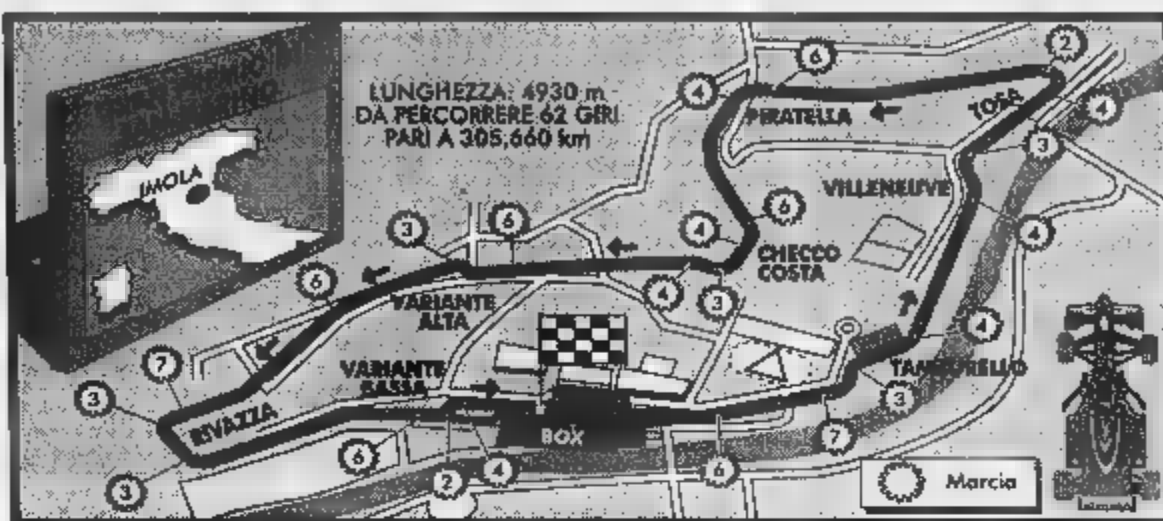 IMOLA
LUNGHEZZA: 4930 m
DA PERCORRERE 62 GIRI
PARI A 305,660 km
6
2
4
PIRATELLA
TOSA
4
3
VILLENEUVE
6
4
4
CHECCO
COSTA
3
6
4
3
6
VARIANTE
ALTA
4
TAMBURELLO
VARIANTE
BASSA
7
3
3
RIVAZZA
BOX
7
6
2
4
6
3
Marcia